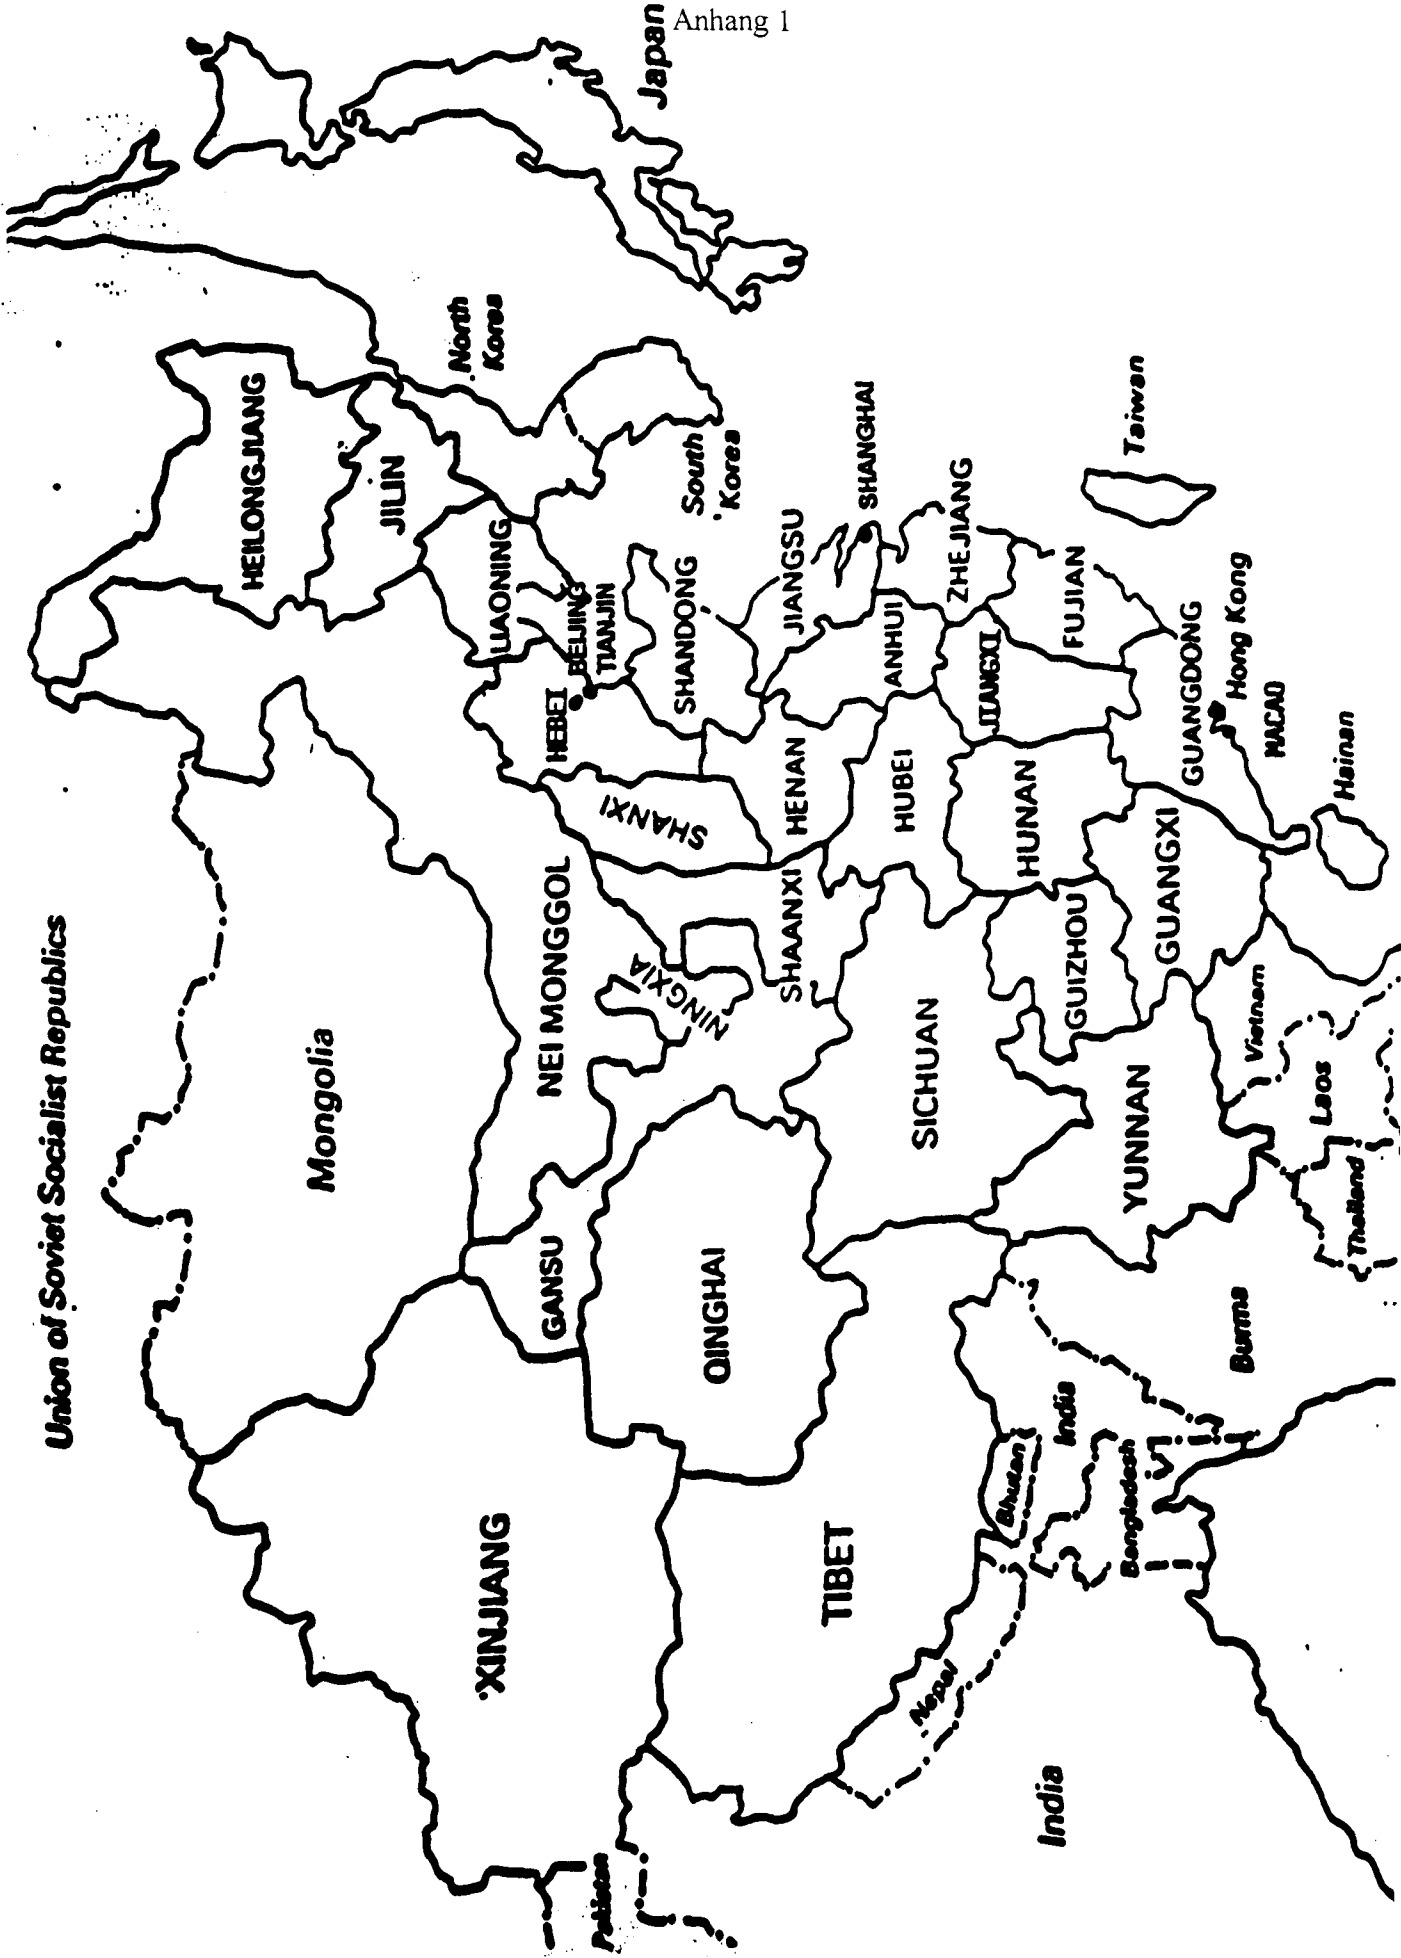 Anhang 1
Union of Soviet Socialist Republics
Mongolia
HEILONGJIANG
JILIN
LIAONING
North
Korea
South
Korea
Japan
XINJIANG
GANSU
NEI MONGGOL
NINGXIA
HEBEI
BEIJING
TIANJIN
SHANXI
SHANDONG
QINGHAI
SHAANXI
HENAN
JIANGSU
SHANGHAI
TIBET
SICHUAN
HUBEI
ANHUI
ZHEJIANG
HUNAN
JIANGXI
FUJIAN
Taiwan
GUIZHOU
YUNNAN
GUANGXI
GUANGDONG
Hong Kong
MACAO
Hainan
Pakistan
Nepal
India
Bhutan
India
Bangladesh
Burma
Thailand
Laos
Vietnam